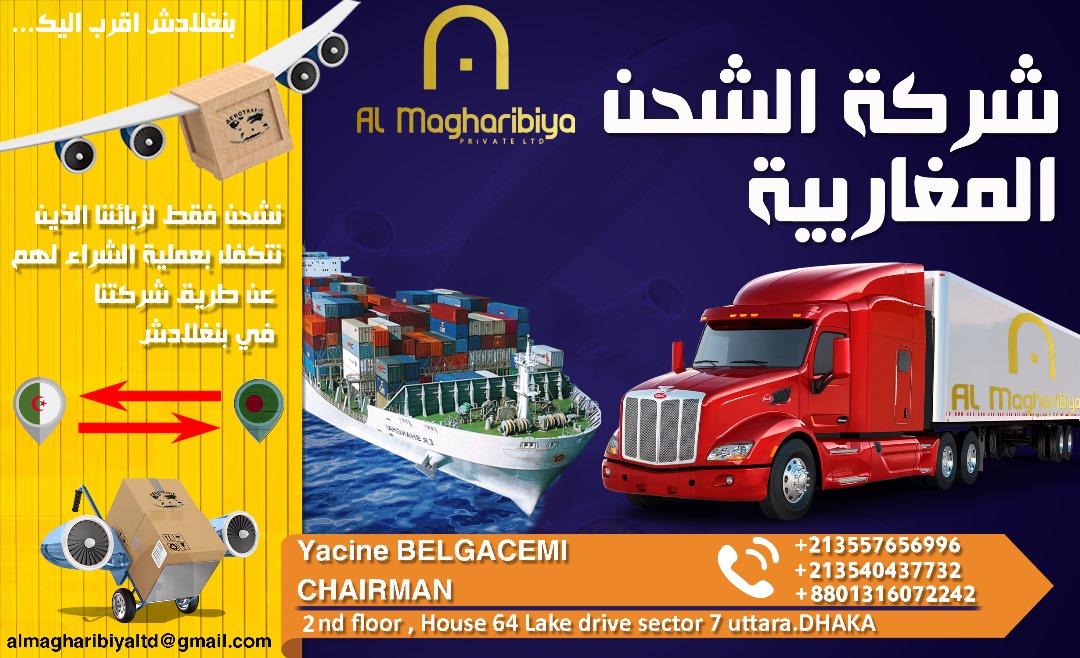 بنغلادش اقرب اليك...
AEROTRAFIC
نشحن فقط لزبائننا الذين
نتكفل بعملية الشراء لهم
عن طريق شركتنا
في بنغلادش
almagharibiyaltd@gmail.com
AL Magharibiya
PRIVATE LTD
شركة الشحن
المغاربية
AL Magharibiya
Yacine BELGACEMI
CHAIRMAN
+213557656996
+213540437732
+8801316072242
2nd floor , House 64 Lake drive sector 7 uttara.DHAKA